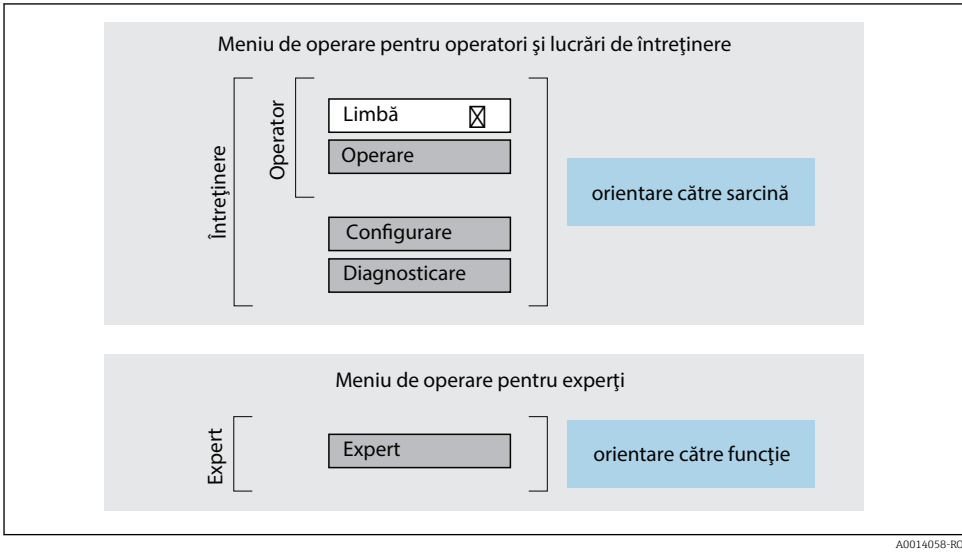 Meniu de operare pentru operatori şi lucrări de întreţinere
Întreţinere
Operator
Limbă
Operare
Configurare
Diagnosticare
orientare către sarcină
Meniu de operare pentru experţi
Expert
Expert
orientare către funcţie
A0014058-RO